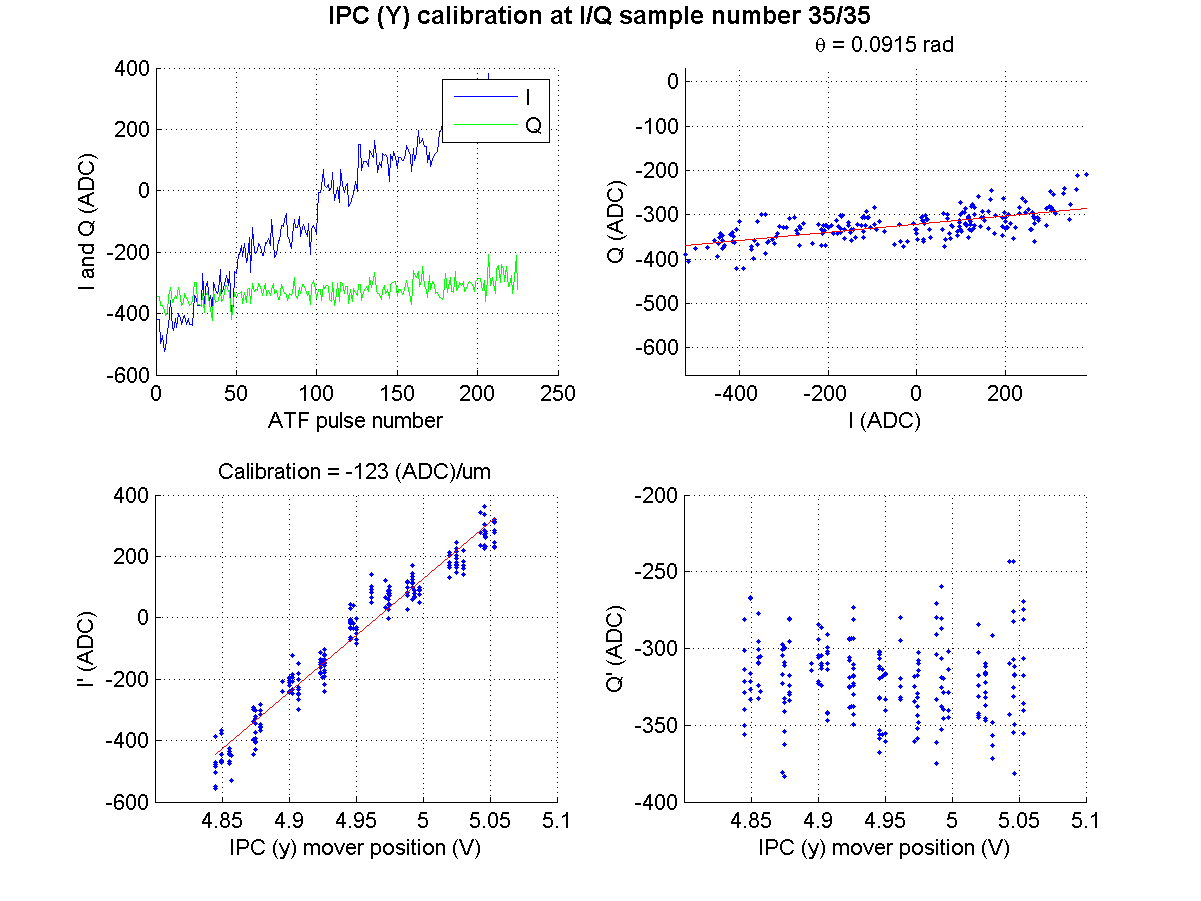 IPC (Y) calibration at I/Q sample number 35/35
400
200
0
-200
-400
-600
I and Q (ADC)
0 50 100 150 200 250
ATF pulse number
I
Q
θ = 0.0915 rad
0
-100
-200
-300
-400
-500
-600
Q (ADC)
-400 -200 0 200
I (ADC)
Calibration = -123 (ADC)/um
400
200
0
-200
-400
-600
I' (ADC)
4.85 4.9 4.95 5 5.05 5.1
IPC (y) mover position (V)
-200
-250
-300
-350
-400
Q' (ADC)
4.85 4.9 4.95 5 5.05 5.1
IPC (y) mover position (V)